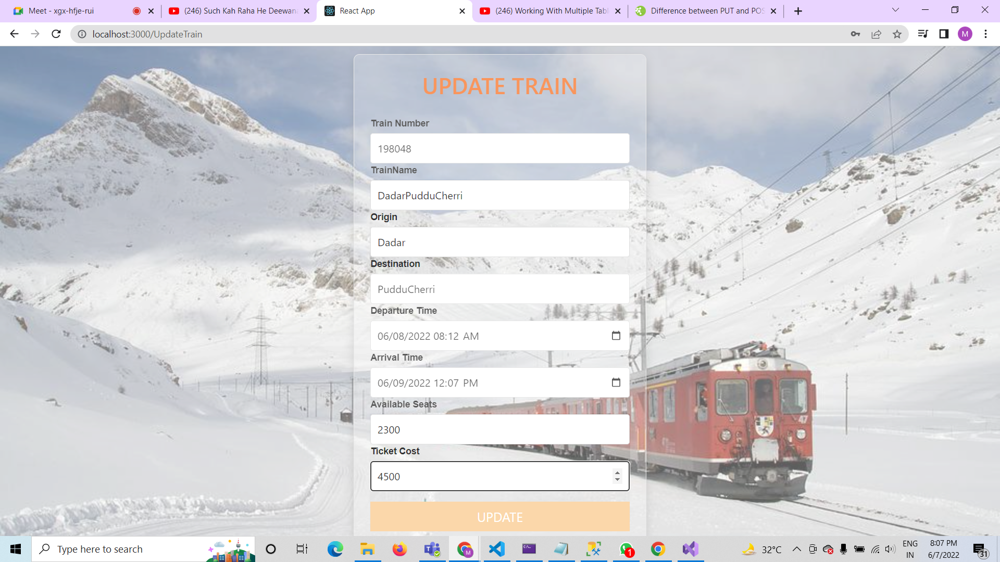 Meet - xgx-hfje-rui
(246) Such Kah Raha He Deewana
React App
(246) Working With Multiple Tabl
Difference between PUT and POS
localhost:3000/UpdateTrain
M
UPDATE TRAIN
Train Number
198048
TrainName
DadarPudduCherri
Origin
Dadar
Destination
PudduCherri
Departure Time
06/08/2022 08:12 AM
Arrival Time
06/09/2022 12:07 PM
Available Seats
2300
47
Ticket Cost
4500
UPDATE
Type here to search
M
1
32°C
ENG
IN
8:07 PM
6/7/2022
31